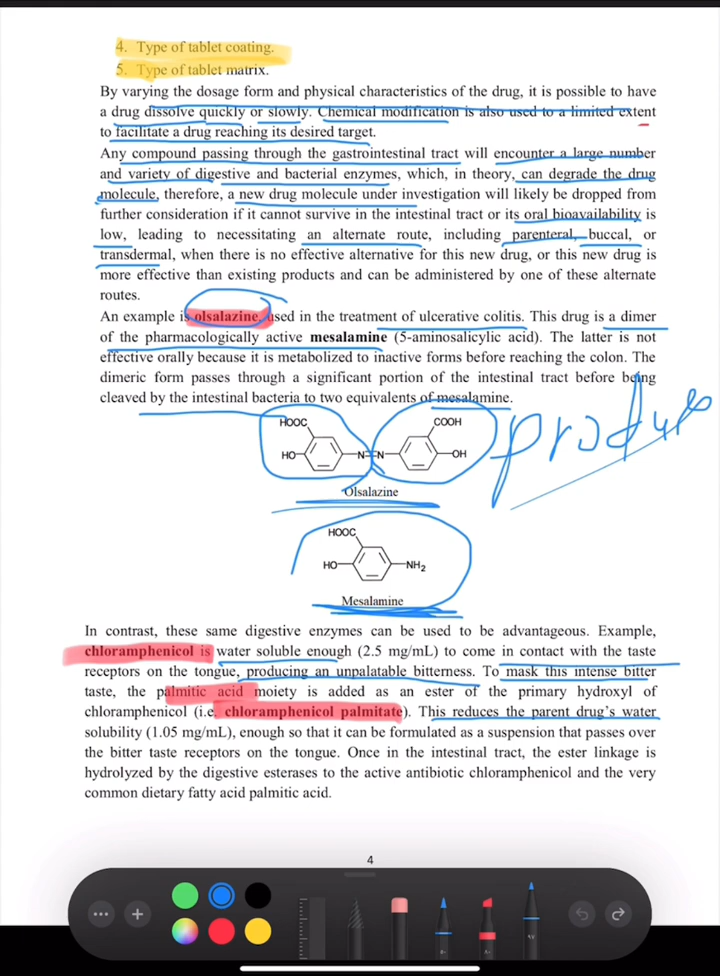 4. Type of tablet coating.
5. Type of tablet matrix.
By varying the dosage form and physical characteristics of the drug, it is possible to have
a drug dissolve quickly or slowly. Chemical modification is also used to a limited extent
to facilitate a drug reaching its desired target.
Any compound passing through the gastrointestinal tract will encounter a large number
and variety of digestive and bacterial enzymes, which, in theory, can degrade the drug
molecule, therefore, a new drug molecule under investigation will likely be dropped from
further consideration if it cannot survive in the intestinal tract or its oral bioavailability is
low, leading to necessitating an alternate route, including parenteral, buccal, or
transdermal, when there is no effective alternative for this new drug, or this new drug is
more effective than existing products and can be administered by one of these alternate
routes.
An example is olsalazine, used in the treatment of ulcerative colitis. This drug is a dimer
of the pharmacologically active mesalamine (5-aminosalicylic acid). The latter is not
effective orally because it is metabolized to inactive forms before reaching the colon. The
dimeric form passes through a significant portion of the intestinal tract before being
cleaved by the intestinal bacteria to two equivalents of mesalamine.
HOOC COOH
HO N=N OH
Olsalazine
HOOC
HO NH2
Mesalamine
In contrast, these same digestive enzymes can be used to be advantageous. Example,
chloramphenicol is water soluble enough (2.5 mg/mL) to come in contact with the taste
receptors on the tongue, producing an unpalatable bitterness. To mask this intense bitter
taste, the palmitic acid moiety is added as an ester of the primary hydroxyl of
chloramphenicol (i.e. chloramphenicol palmitate). This reduces the parent drug's water
solubility (1.05 mg/mL), enough so that it can be formulated as a suspension that passes over
the bitter taste receptors on the tongue. Once in the intestinal tract, the ester linkage is
hydrolyzed by the digestive esterases to the active antibiotic chloramphenicol and the very
common dietary fatty acid palmitic acid.
4